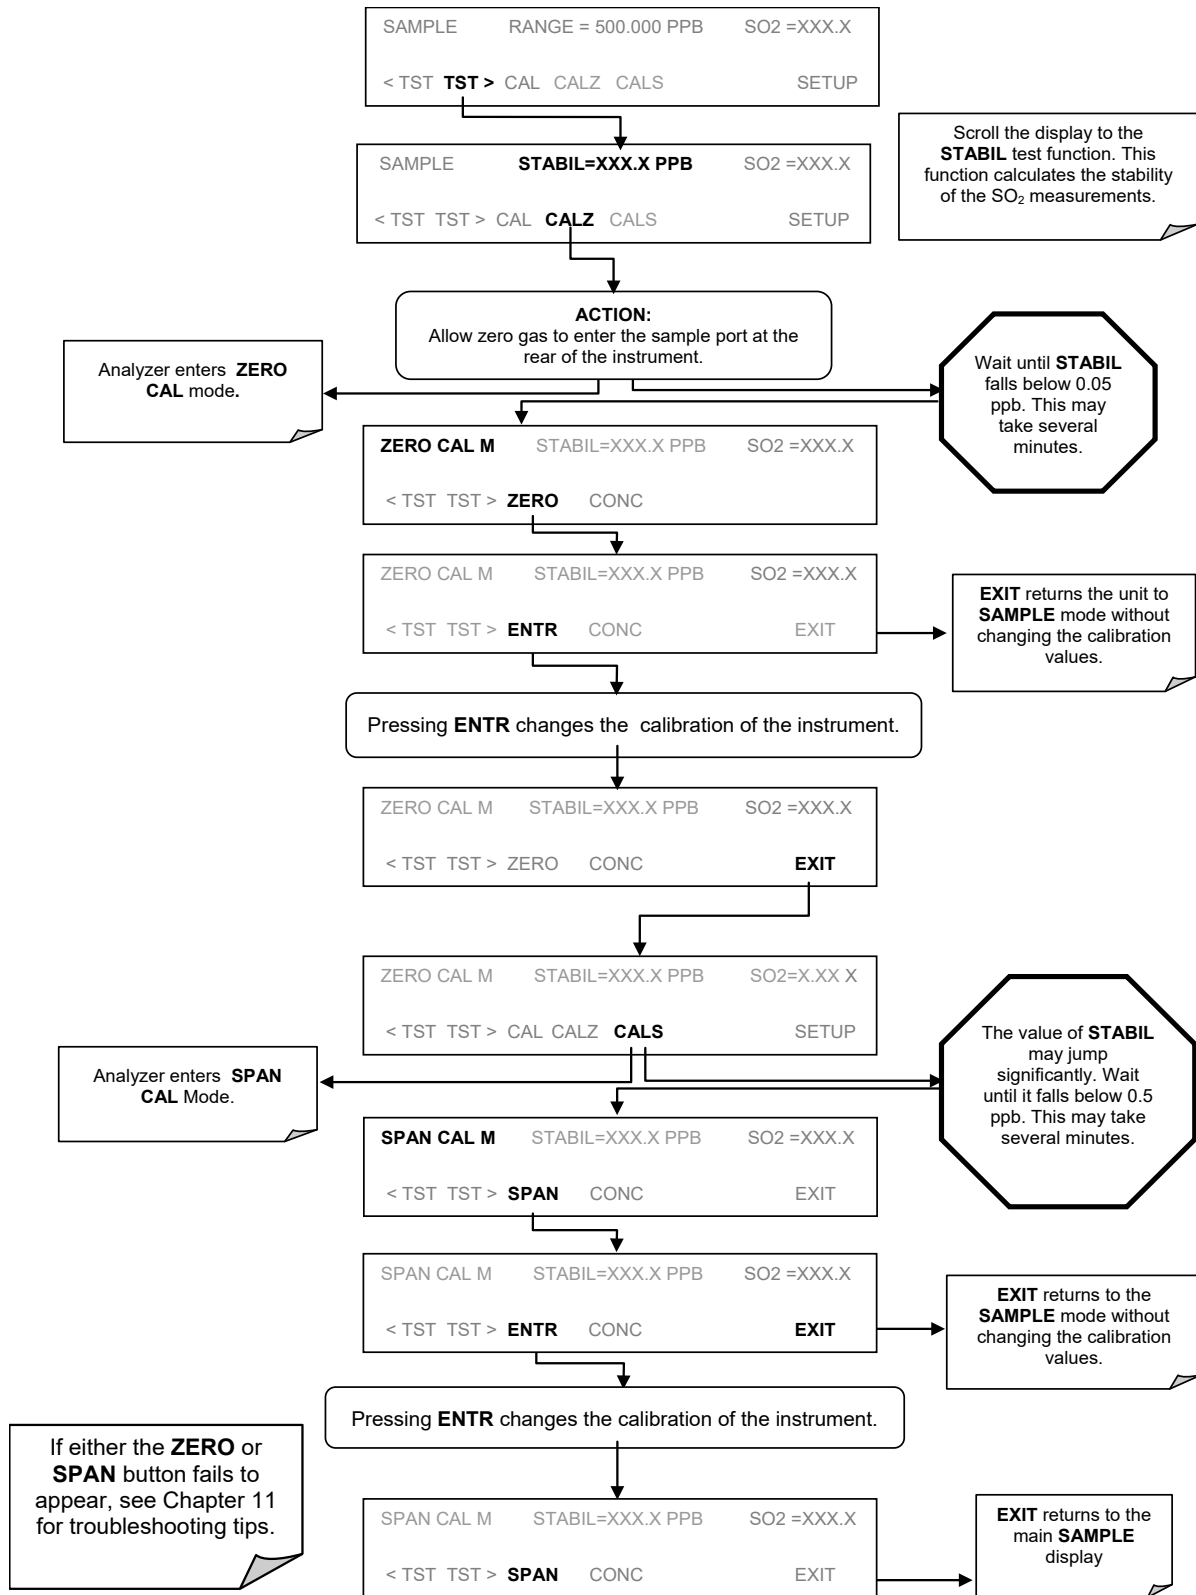 SAMPLE RANGE = 500.000 PPB SO2 =XXX.X
< TST TST > CAL CALZ CALS SETUP
Scroll the display to the
STABIL test function. This
function calculates the stability
of the SO₂ measurements.
SAMPLE STABIL=XXX.X PPB SO2 =XXX.X
< TST TST > CAL CALZ CALS SETUP
ACTION:
Allow zero gas to enter the sample port at the
rear of the instrument.
Analyzer enters ZERO
CAL mode.
Wait until STABIL
falls below 0.05
ppb. This may
take several
minutes.
ZERO CAL M STABIL=XXX.X PPB SO2 =XXX.X
< TST TST > ZERO CONC
ZERO CAL M STABIL=XXX.X PPB SO2 =XXX.X
< TST TST > ENTR CONC EXIT
EXIT returns the unit to
SAMPLE mode without
changing the calibration
values.
Pressing ENTR changes the calibration of the instrument.
ZERO CAL M STABIL=XXX.X PPB SO2 =XXX.X
< TST TST > ZERO CONC EXIT
ZERO CAL M STABIL=XXX.X PPB SO2=X.XX X
< TST TST > CAL CALZ CALS SETUP
Analyzer enters SPAN
CAL Mode.
The value of STABIL
may jump
significantly. Wait
until it falls below 0.5
ppb. This may take
several minutes.
SPAN CAL M STABIL=XXX.X PPB SO2 =XXX.X
< TST TST > SPAN CONC EXIT
SPAN CAL M STABIL=XXX.X PPB SO2 =XXX.X
< TST TST > ENTR CONC EXIT
EXIT returns to the
SAMPLE mode without
changing the calibration
values.
Pressing ENTR changes the calibration of the instrument.
If either the ZERO or
SPAN button fails to
appear, see Chapter 11
for troubleshooting tips.
SPAN CAL M STABIL=XXX.X PPB SO2 =XXX.X
< TST TST > SPAN CONC EXIT
EXIT returns to the
main SAMPLE
display